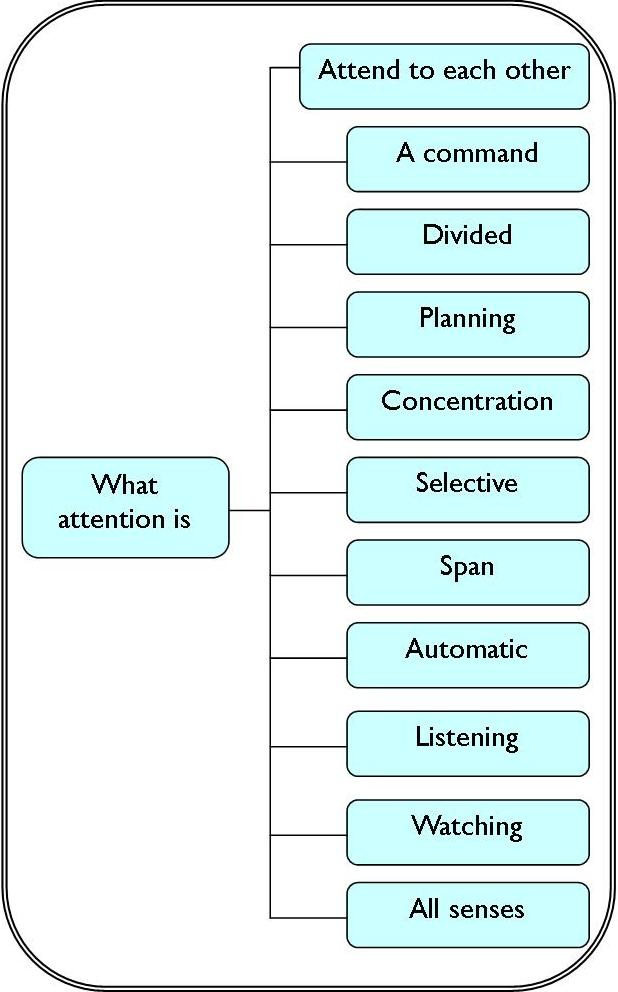 Attend to each other
A command
Divided
Planning
Concentration
What
attention is
Selective
Span
Automatic
Listening
Watching
All senses